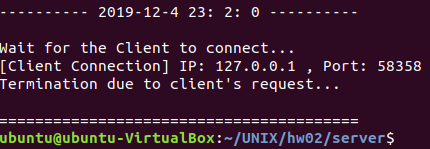 ---------- 2019-12-4 23: 2: 0 ----------
Wait for the Client to connect...
[Client Connection] IP: 127.0.0.1 , Port: 58358
Termination due to client's request...
========================================
ubuntu@ubuntu-VirtualBox:~/UNIX/hw02/server$